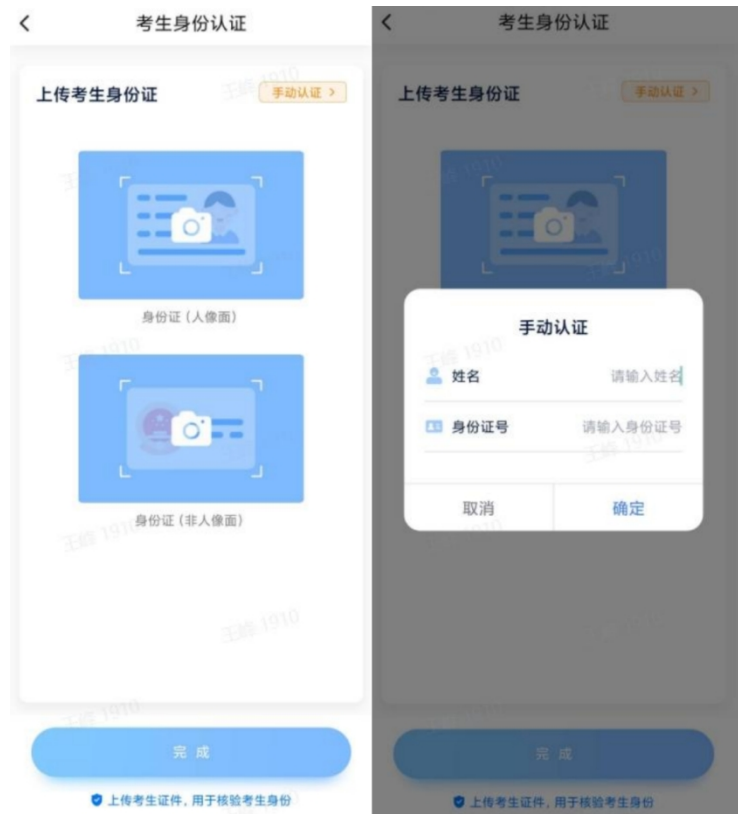 考生身份认证
上传考生身份证
手动认证 >
身份证 (人像面)
身份证 (非人像面)
完成
上传考生证件, 用于核验考生身份
王峰 1910
考生身份认证
上传考生身份证
手动认证 >
手动认证
姓名 请输入姓名
身份证号 请输入身份证号
取消 确定
完成
上传考生证件, 用于核验考生身份